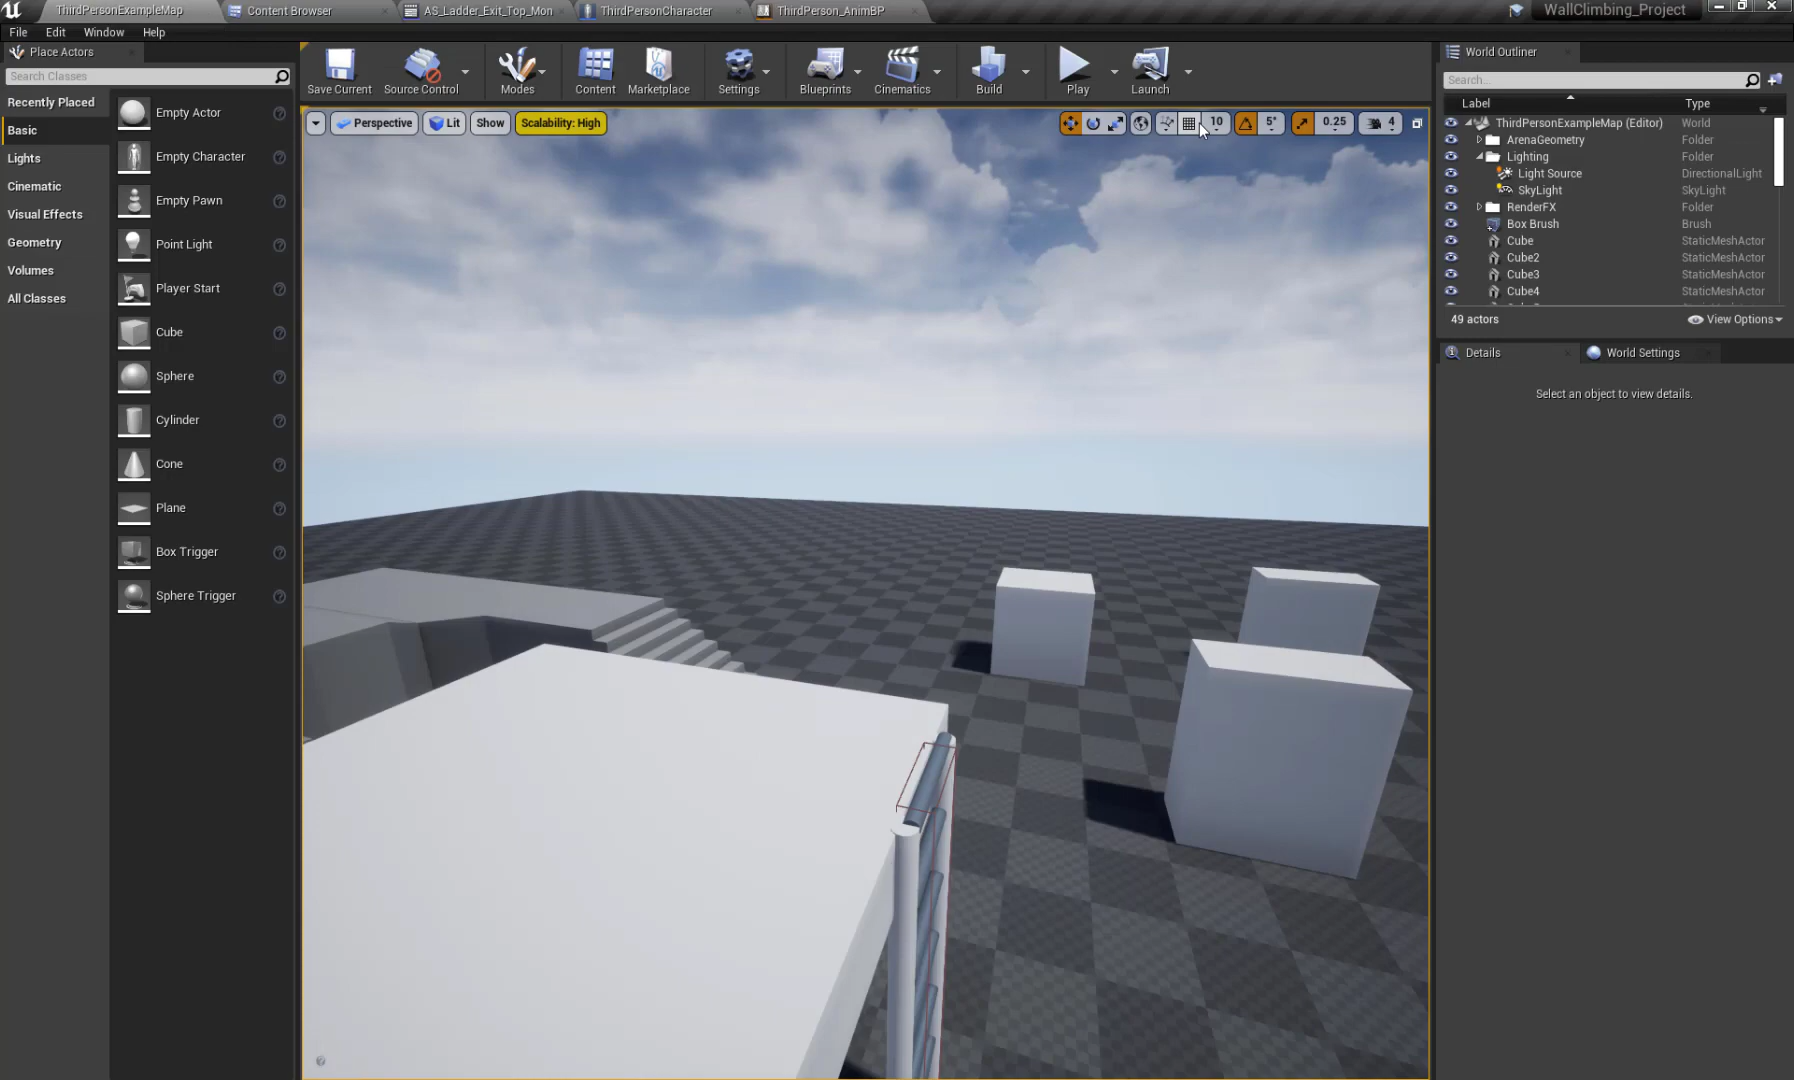 ThirdPersonExampleMap
Content Browser
AS_Ladder_Exit_Top_Mon
ThirdPersonCharacter
ThirdPerson_AnimBP
WallClimbing_Project
File Edit Window Help
Place Actors
Search Classes
Recently Placed
Basic
Lights
Cinematic
Visual Effects
Geometry
Volumes
All Classes
Empty Actor
Empty Character
Empty Pawn
Point Light
Player Start
Cube
Sphere
Cylinder
Cone
Plane
Box Trigger
Sphere Trigger
Save Current
Source Control
Modes
Content
Marketplace
Settings
Blueprints
Cinematics
Build
Play
Launch
Perspective
Lit
Show
Scalability: High
10
5°
0.25
4
World Outliner
Search...
Label Type
ThirdPersonExampleMap (Editor) World
ArenaGeometry Folder
Lighting Folder
Light Source DirectionalLight
SkyLight SkyLight
RenderFX Folder
Box Brush Brush
Cube StaticMeshActor
Cube2 StaticMeshActor
Cube3 StaticMeshActor
Cube4 StaticMeshActor
49 actors
View Options
Details
World Settings
Select an object to view details.